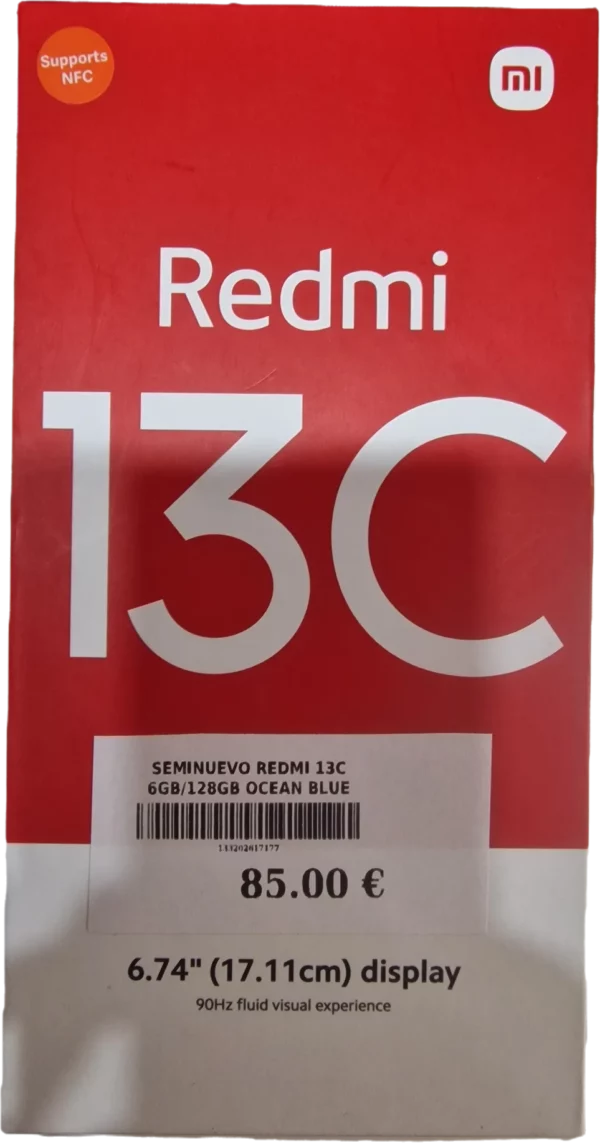 Supports
NFC
mi
Redmi
13C
SEMINUEVO REDMI 13C
6GB/128GB OCEAN BLUE
133202617177
85.00 €
6.74" (17.11cm) display
90Hz fluid visual experience